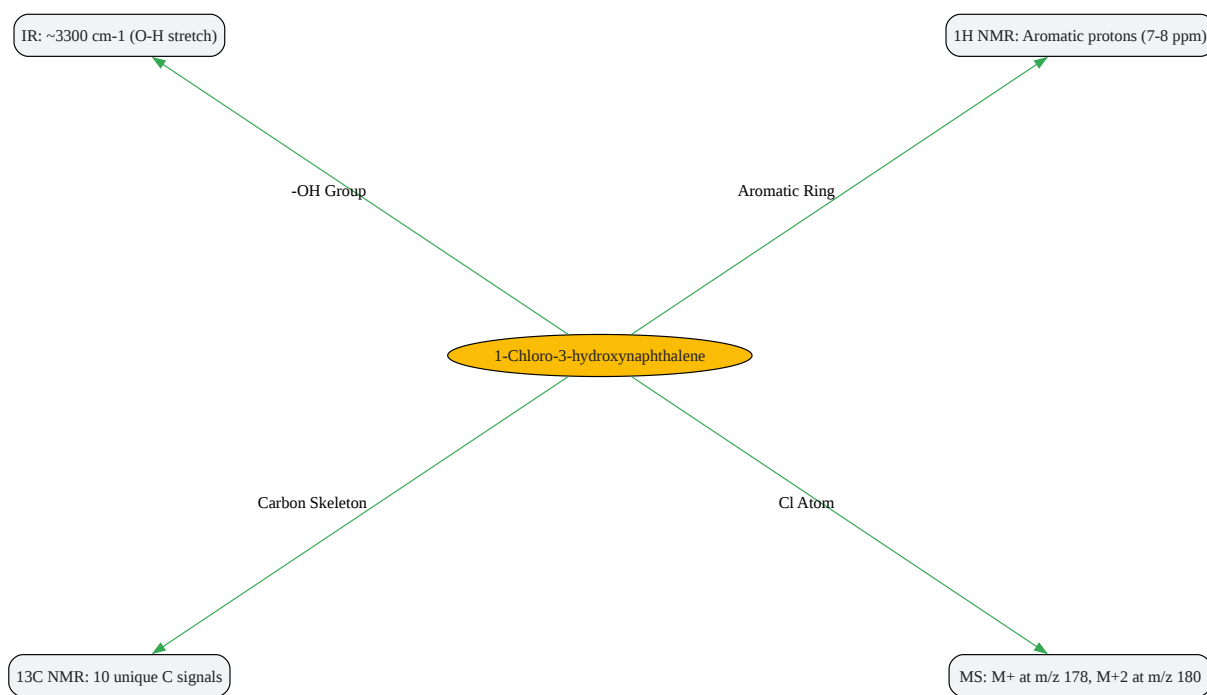 IR: ~3300 cm-1 (O-H stretch)
1H NMR: Aromatic protons (7-8 ppm)
-OH Group
Aromatic Ring
1-Chloro-3-hydroxynaphthalene
Carbon Skeleton
Cl Atom
13C NMR: 10 unique C signals
MS: M+ at m/z 178, M+2 at m/z 180